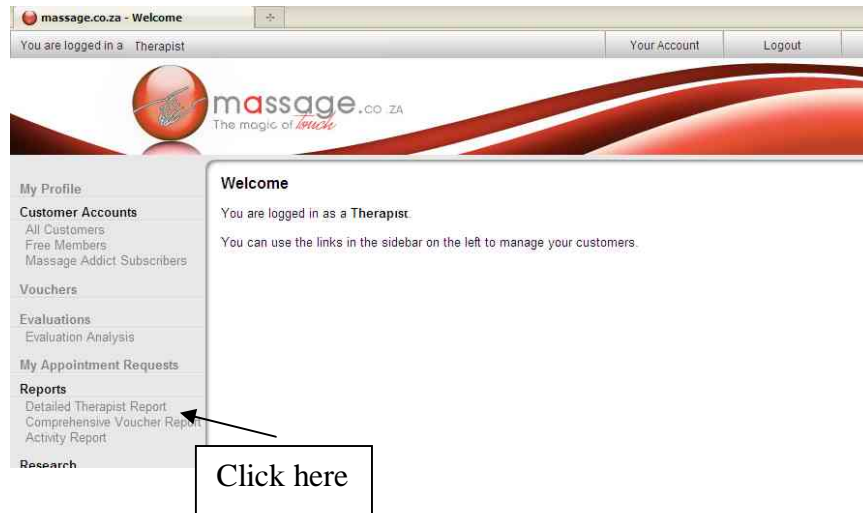 massage.co.za - Welcome
You are logged in a Therapist
Your Account
Logout
massage.co.za
The magic of touch
My Profile
Customer Accounts
All Customers
Free Members
Massage Addict Subscribers
Vouchers
Evaluations
Evaluation Analysis
My Appointment Requests
Reports
Detailed Therapist Report
Comprehensive Voucher Report
Activity Report
Research
Welcome
You are logged in as a Therapist.
You can use the links in the sidebar on the left to manage your customers.
Click here